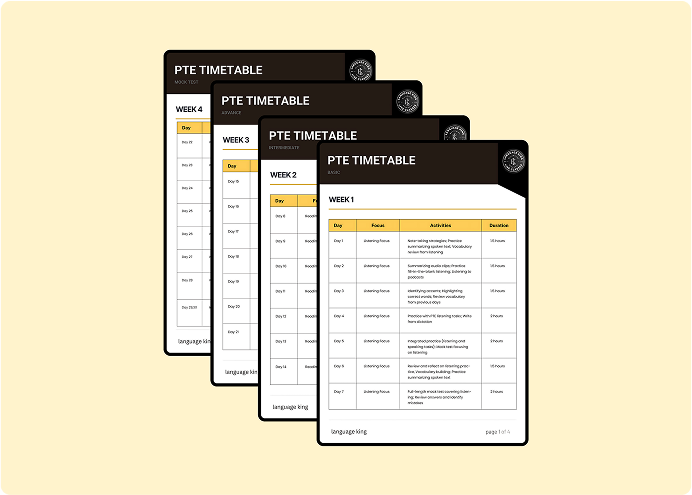 PTE TIMETABLE
MOCK TEST
WEEK 4
Day
Day 22
Day 23
Day 24
Day 25
Day 26
Day 27
Day 28
Day 29,30
language king
PTE TIMETABLE
ADVANCE
WEEK 3
Day
Day 15
Day 16
Day 17
Day 18
Day 19
Day 20
Day 21
language king
PTE TIMETABLE
INTERMEDIATE
WEEK 2
Day
Day 8
Day 9
Day 10
Day 11
Day 12
Day 13
Day 14
language king
PTE TIMETABLE
BASIC
WEEK 1
Day Focus Activities Duration
Day 1 Listening Focus Note-taking strategies; Practice 1.5 hours
summarizing spoken text; Vocabulary
review from listening
Day 2 Listening Focus Summarizing audio clips; Practice 1.5 hours
fill-in-the-blank listening; Listening to
podcasts
Day 3 Listening Focus Identifying accents; Highlighting 1.5 hours
correct words; Review vocabulary
from previous days
Day 4 Listening Focus Practice with PTE listening tasks; Write 2 hours
from dictation
Day 5 Listening Focus Integrated practice (listening and 2 hours
speaking tasks); Mock test focusing
on listening
Day 6 Listening Focus Review and reflect on listening prac- 1.5 hours
tice; Vocabulary building; Practice
summarizing spoken text
Day 7 Listening Focus Full-length mock test covering listen- 2 hours
ing; Review answers and identify
mistakes
language king page 1 of 4